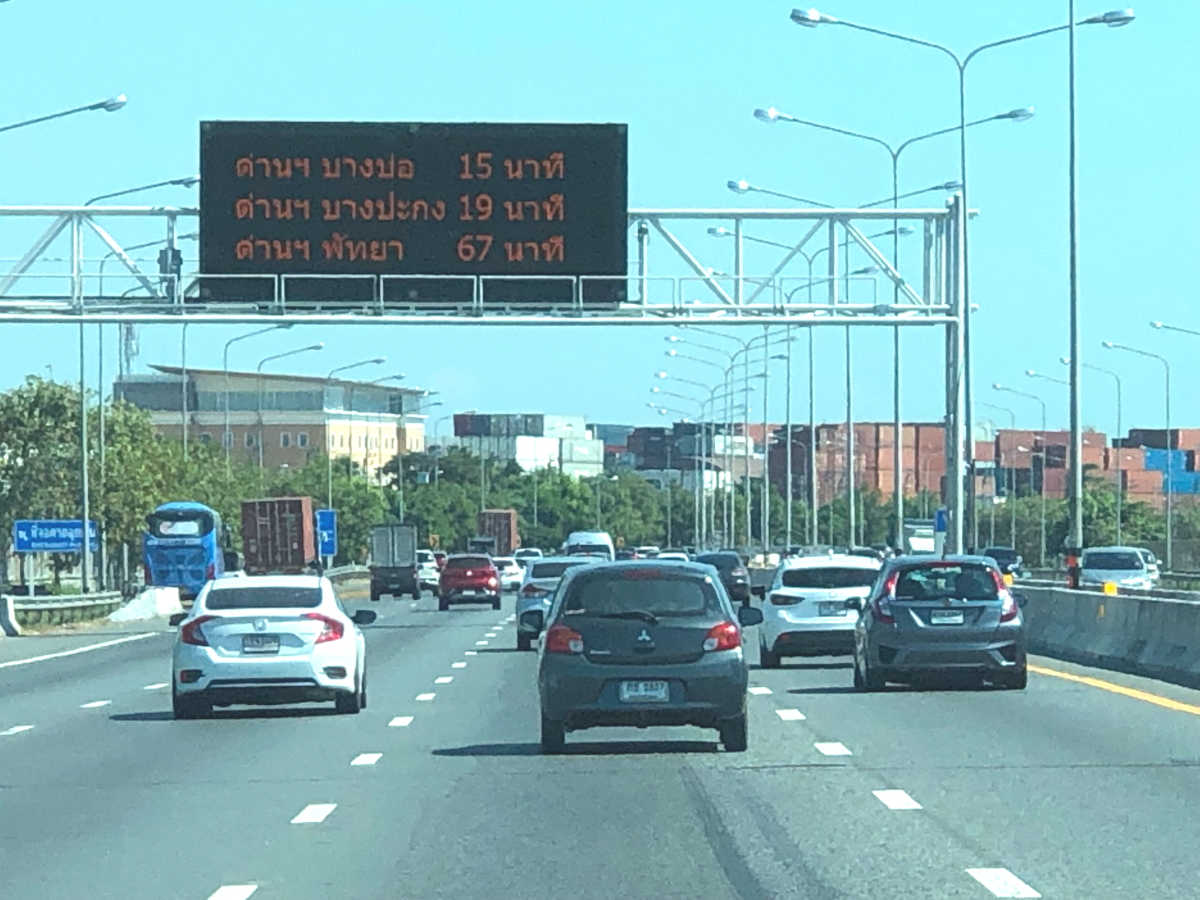 ด่านฯ บางบ่อ 15 นาที
ด่านฯ บางปะกง 19 นาที
ด่านฯ พัทยา 67 นาที